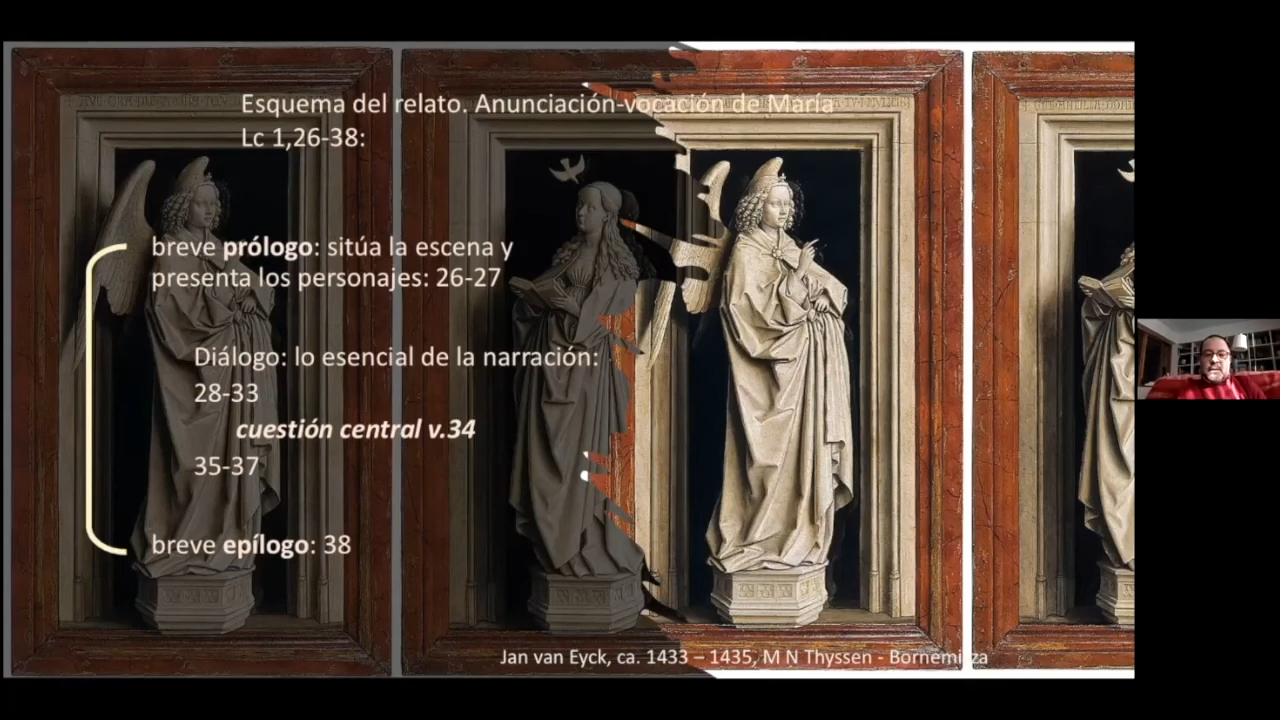 Esquema del relato. Anunciación-vocación de María
Lc 1,26-38:
breve prólogo: sitúa la escena y
presenta los personajes: 26-27
Diálogo: lo esencial de la narración:
28-33
cuestión central v.34
35-37
breve epílogo: 38
Jan van Eyck, ca. 1433 – 1435, M N Thyssen - Bornemisza